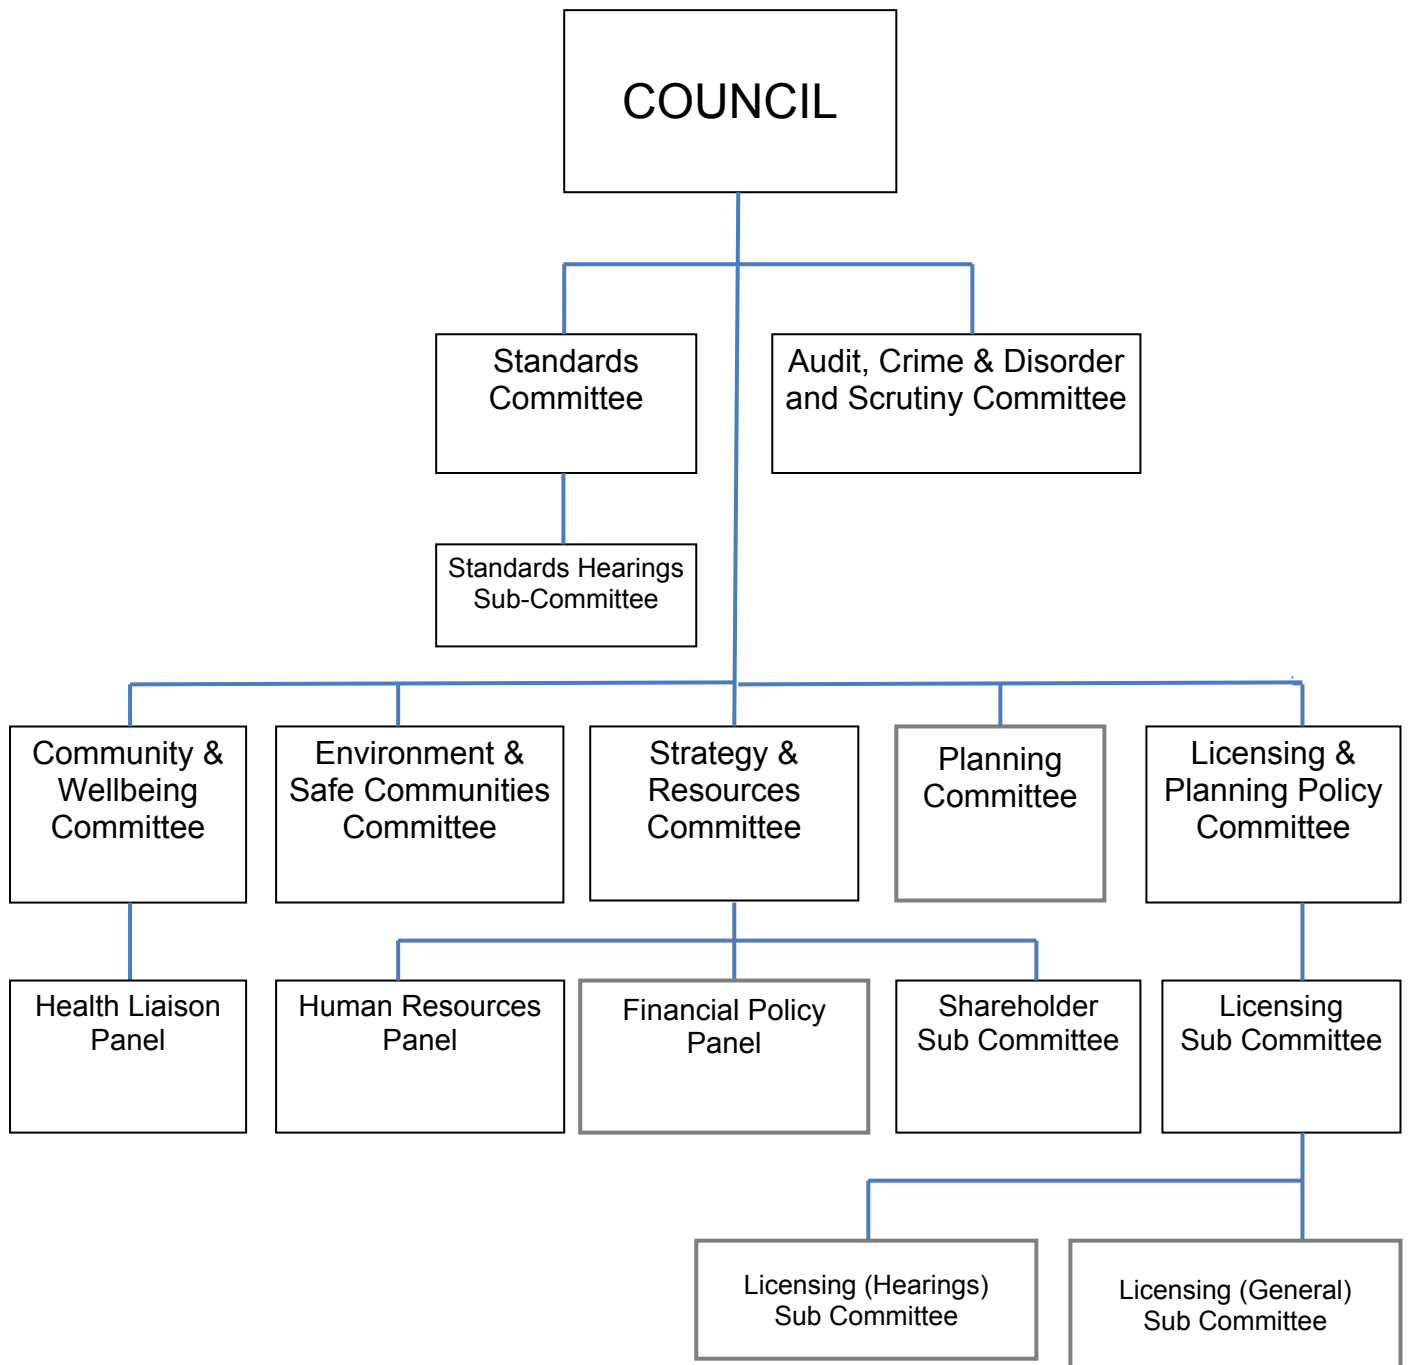 COUNCIL
Standards
Committee
Audit, Crime & Disorder
and Scrutiny Committee
Standards Hearings
Sub-Committee
Community &
Wellbeing
Committee
Environment &
Safe Communities
Committee
Strategy &
Resources
Committee
Planning
Committee
Licensing &
Planning Policy
Committee
Health Liaison
Panel
Human Resources
Panel
Financial Policy
Panel
Shareholder
Sub Committee
Licensing
Sub Committee
Licensing (Hearings)
Sub Committee
Licensing (General)
Sub Committee